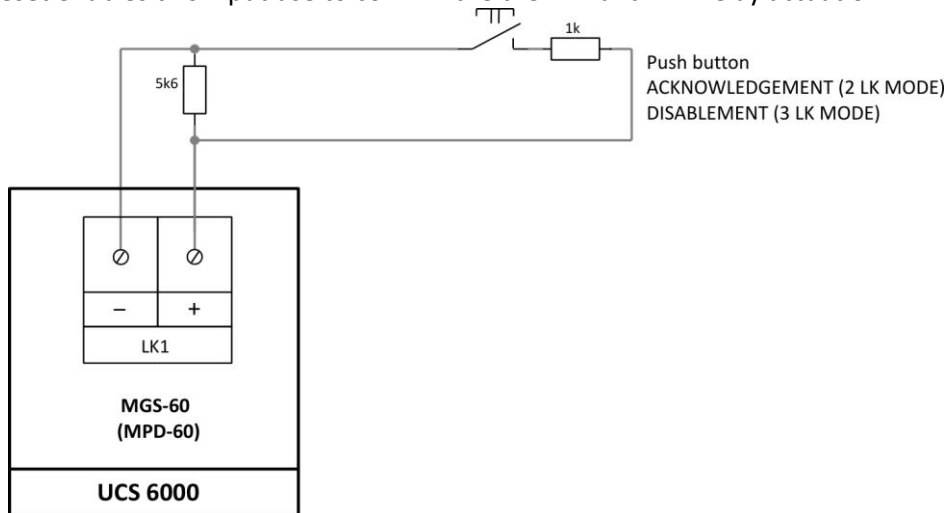 1k
5k6
Push button
ACKNOWLEDGEMENT (2 LK MODE)
DISABLEMENT (3 LK MODE)
– +
LK1
MGS-60
(MPD-60)
UCS 6000